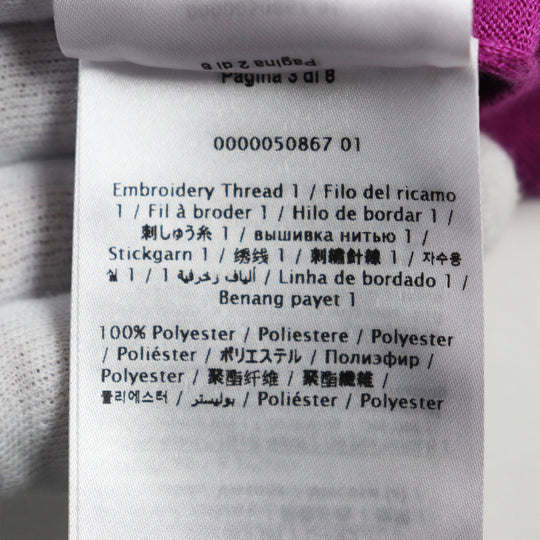 Pagina 2 di 8
Pagina 3 di 8
0000050867 01
Embroidery Thread 1 / Filo del ricamo
1 / Fil à broder 1 / Hilo de bordar 1 /
刺しゅう糸 1 / вышивка нитью 1 /
Stickgarn 1 / 绣线 1 / 刺繡針線 1 / 자수용
실 1 / ألياف زخرفية 1 / Linha de bordado 1 /
Benang payet 1
100% Polyester / Poliestere / Polyester
/ Poliéster / ポリエステル / Полиэфир /
Polyester / 聚酯纤维 / 聚酯纖維 /
폴리에스터 / بوليستر / Poliéster / Polyester